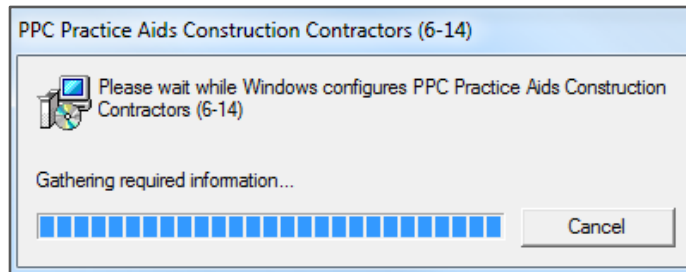 PPC Practice Aids Construction Contractors (6-14)
Please wait while Windows configures PPC Practice Aids Construction
Contractors (6-14)
Gathering required information...
Cancel